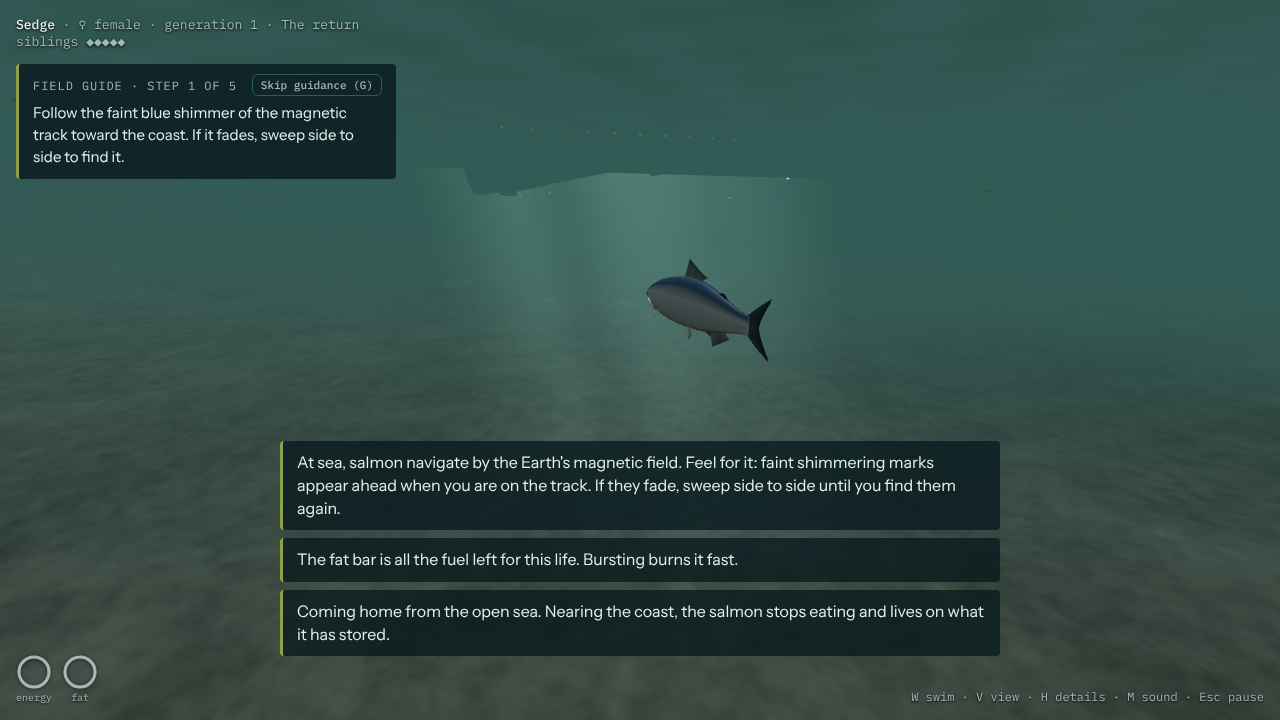 Sedge · ♀ female · generation 1 · The return
siblings ◆◆◆◆◆
FIELD GUIDE · STEP 1 OF 5
Skip guidance (G)
Follow the faint blue shimmer of the magnetic
track toward the coast. If it fades, sweep side to
side to find it.
At sea, salmon navigate by the Earth's magnetic field. Feel for it: faint shimmering marks
appear ahead when you are on the track. If they fade, sweep side to side until you find them
again.
The fat bar is all the fuel left for this life. Bursting burns it fast.
Coming home from the open sea. Nearing the coast, the salmon stops eating and lives on what
it has stored.
energy fat
W swim · V view · H details · M sound · Esc pause